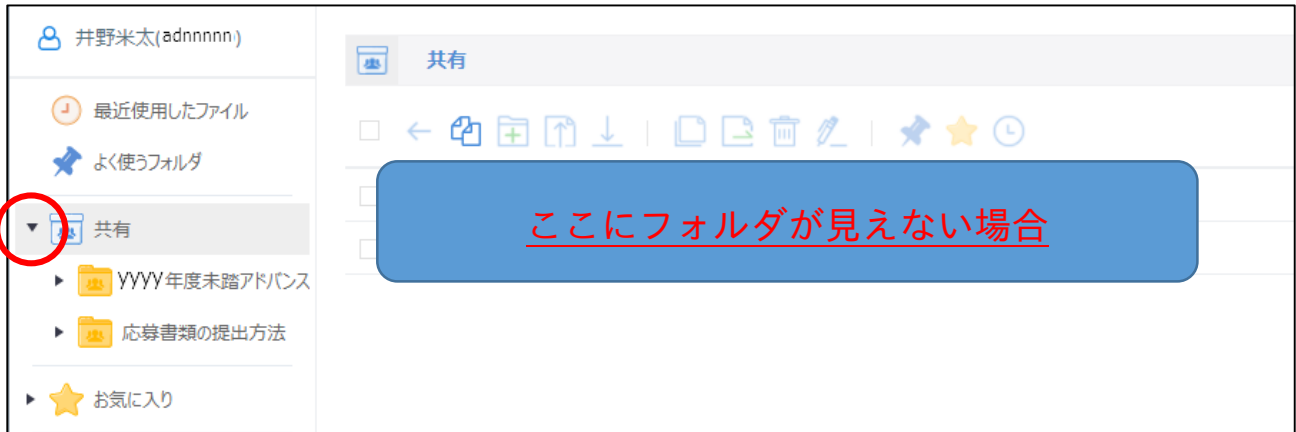 井野米太(adnnnnn)
最近使用したファイル
よく使うフォルダ
共有
yyyy年度未踏アドバンス
応募書類の提出方法
お気に入り
共有
ここにフォルダが見えない場合